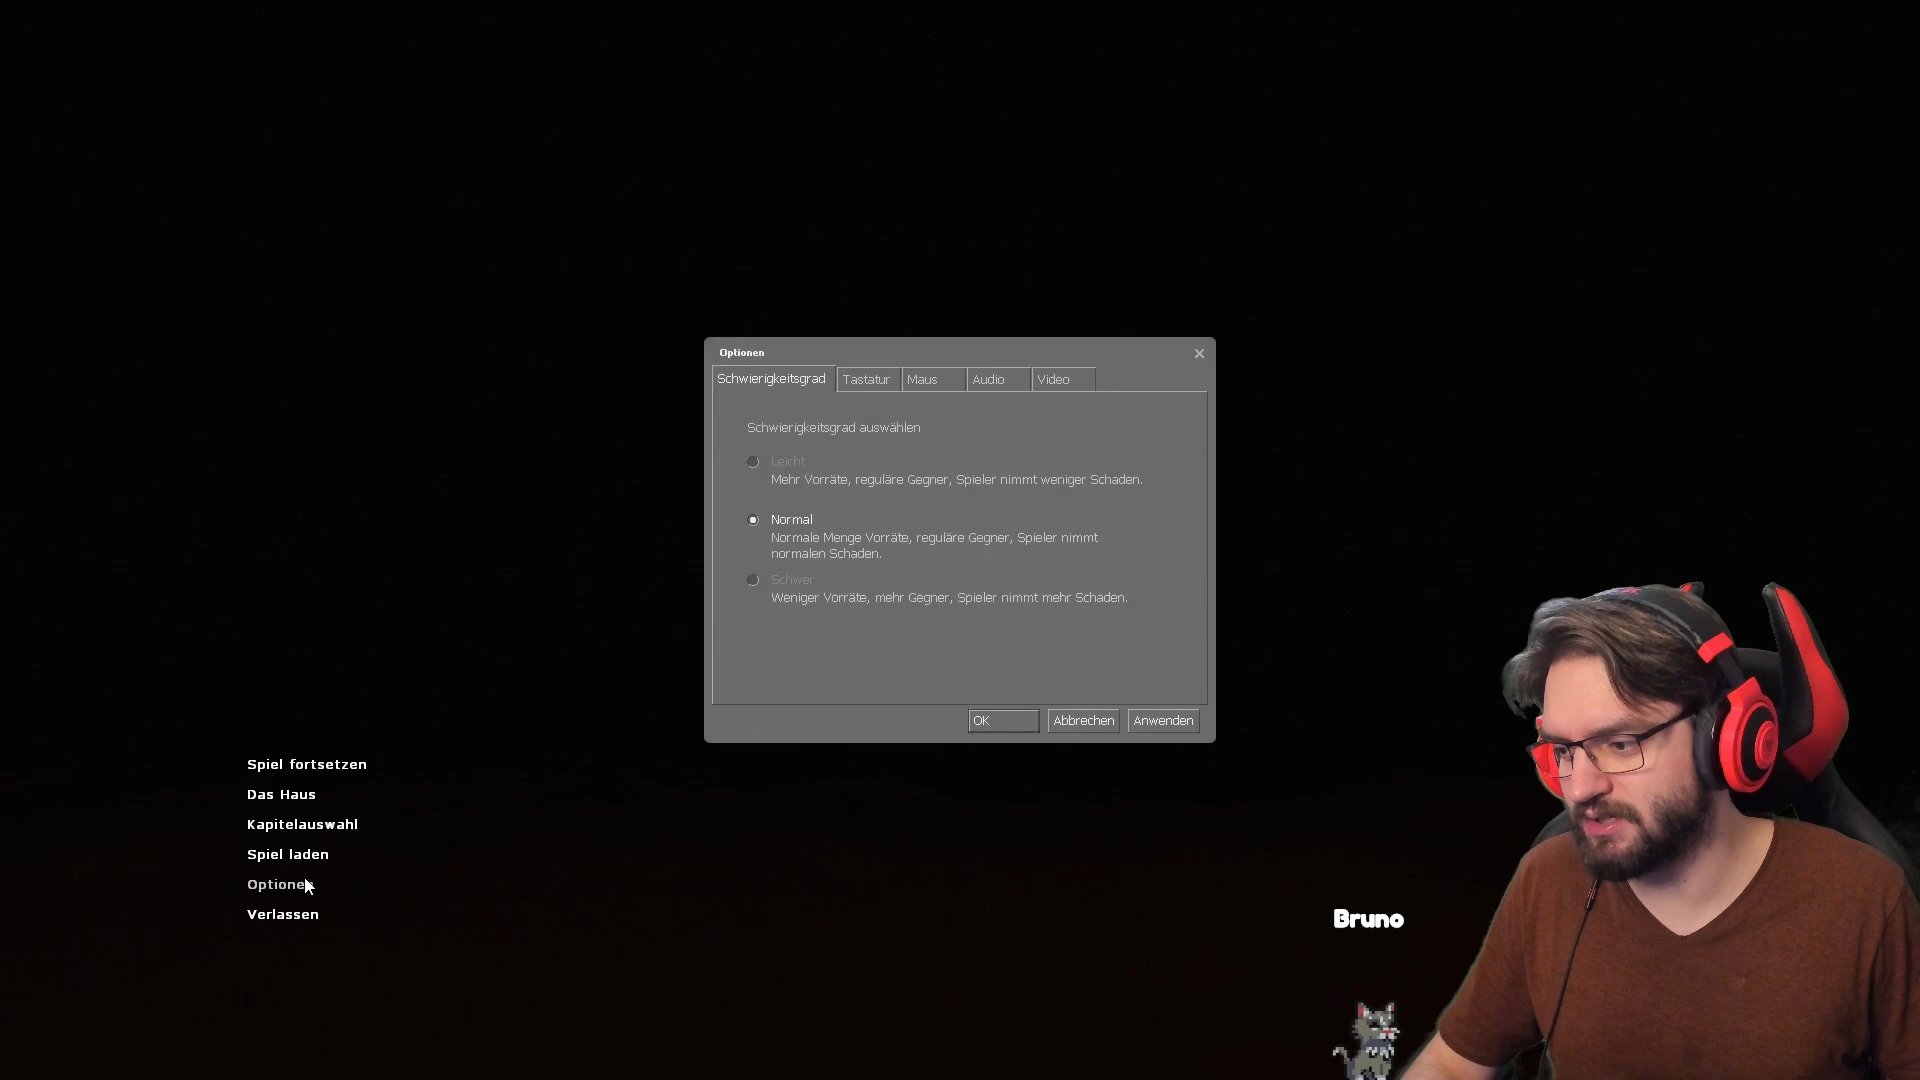 Optionen
Schwierigkeitsgrad
Tastatur
Maus
Audio
Video
Schwierigkeitsgrad auswählen
Leicht
Mehr Vorräte, reguläre Gegner, Spieler nimmt weniger Schaden.
Normal
Normale Menge Vorräte, reguläre Gegner, Spieler nimmt
normalen Schaden.
Schwer
Weniger Vorräte, mehr Gegner, Spieler nimmt mehr Schaden.
OK
Abbrechen
Anwenden
Spiel fortsetzen
Das Haus
Kapitelauswahl
Spiel laden
Optionen
Verlassen
Bruno